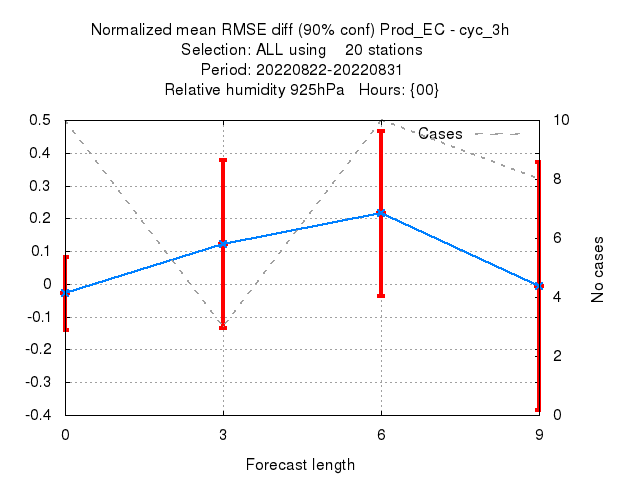 Normalized mean RMSE diff (90% conf) Prod_EC - cyc_3h
Selection: ALL using    20 stations
Period: 20220822-20220831
Relative humidity 925hPa   Hours: {00}
Cases
0.5
0.4
0.3
0.2
0.1
0
-0.1
-0.2
-0.3
-0.4
10
8
6
4
2
0
No cases
0 3 6 9
Forecast length